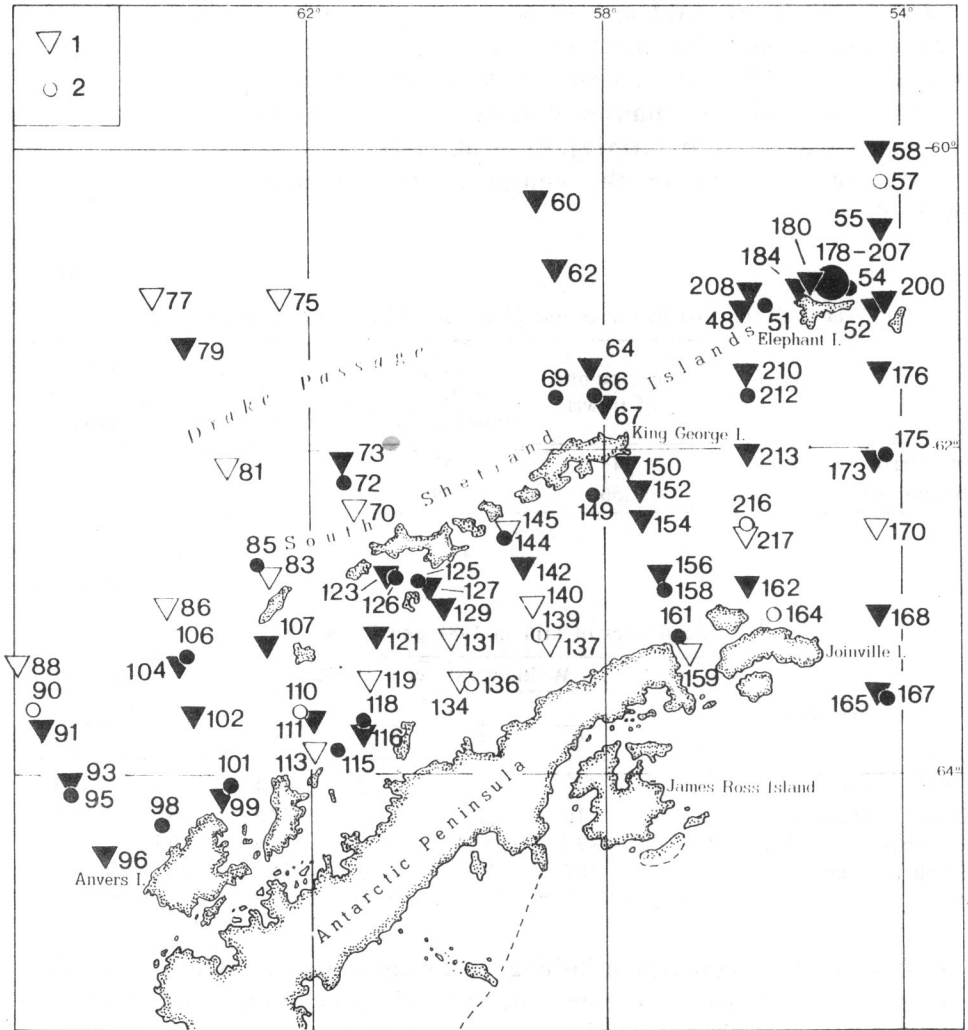 62° 58° 54°
1
2
60°
58
57
60
55
180
178-207
62
184
54
77 75
208 200
48 51 52
Elephant I.
79
Drake Passage
64 210 176
69 66 212
67
South Shetland Islands
King George I.
62°
175
73 150 213 173
81
72 152
149
70 154 216
145 217 170
144
85
83 125 142 156
123 127 158 162
126 129 140
86 139 161 164 168
107 121 131 137
106
Joinville I.
88 104 119 159
90 110 118 134 136 165 167
102
91 111 116
113 115
101 64°
93
95 99 James Ross Island
98
96
Anvers I.
Antarctic Peninsula